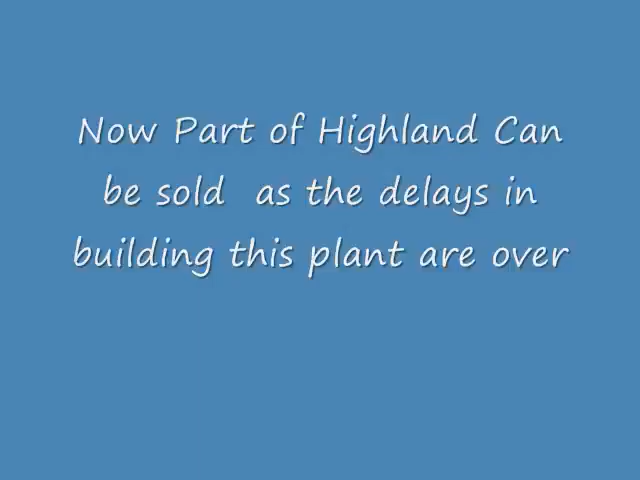 Now Part of Highland Can
be sold  as the delays in
building this plant are over